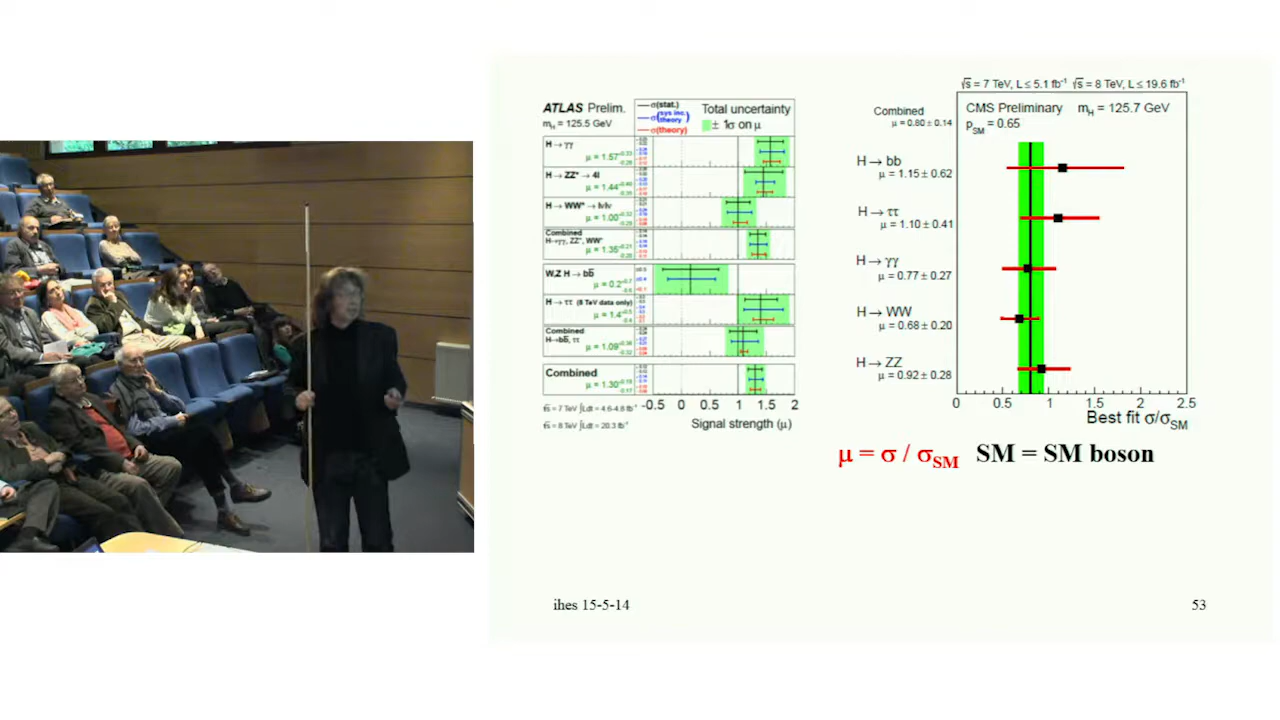 ATLAS Prelim.
m_H = 125.5 GeV
σ(stat.)
σ(sys inc. theory)
σ(theory)
Total uncertainty
± 1σ on μ
H → γγ
μ = 1.57
H → ZZ* → 4l
μ = 1.44
H → WW* → lνlν
μ = 1.00
Combined
H→γγ, ZZ*, WW*
μ = 1.35
W,Z H → bb̅
μ = 0.2
H → ττ (8 TeV data only)
μ = 1.4
Combined
H→bb̅, ττ
μ = 1.09
Combined
μ = 1.30
√s = 7 TeV ∫Ldt = 4.6-4.8 fb⁻¹
√s = 8 TeV ∫Ldt = 20.3 fb⁻¹
-0.5 0 0.5 1 1.5 2
Signal strength (μ)
√s = 7 TeV, L ≤ 5.1 fb⁻¹ √s = 8 TeV, L ≤ 19.6 fb⁻¹
Combined
μ = 0.80 ± 0.14
CMS Preliminary m_H = 125.7 GeV
p_SM = 0.65
H → bb
μ = 1.15 ± 0.62
H → ττ
μ = 1.10 ± 0.41
H → γγ
μ = 0.77 ± 0.27
H → WW
μ = 0.68 ± 0.20
H → ZZ
μ = 0.92 ± 0.28
0 0.5 1 1.5 2 2.5
Best fit σ/σ_SM
μ = σ / σ_SM SM = SM boson
ihes 15-5-14
53